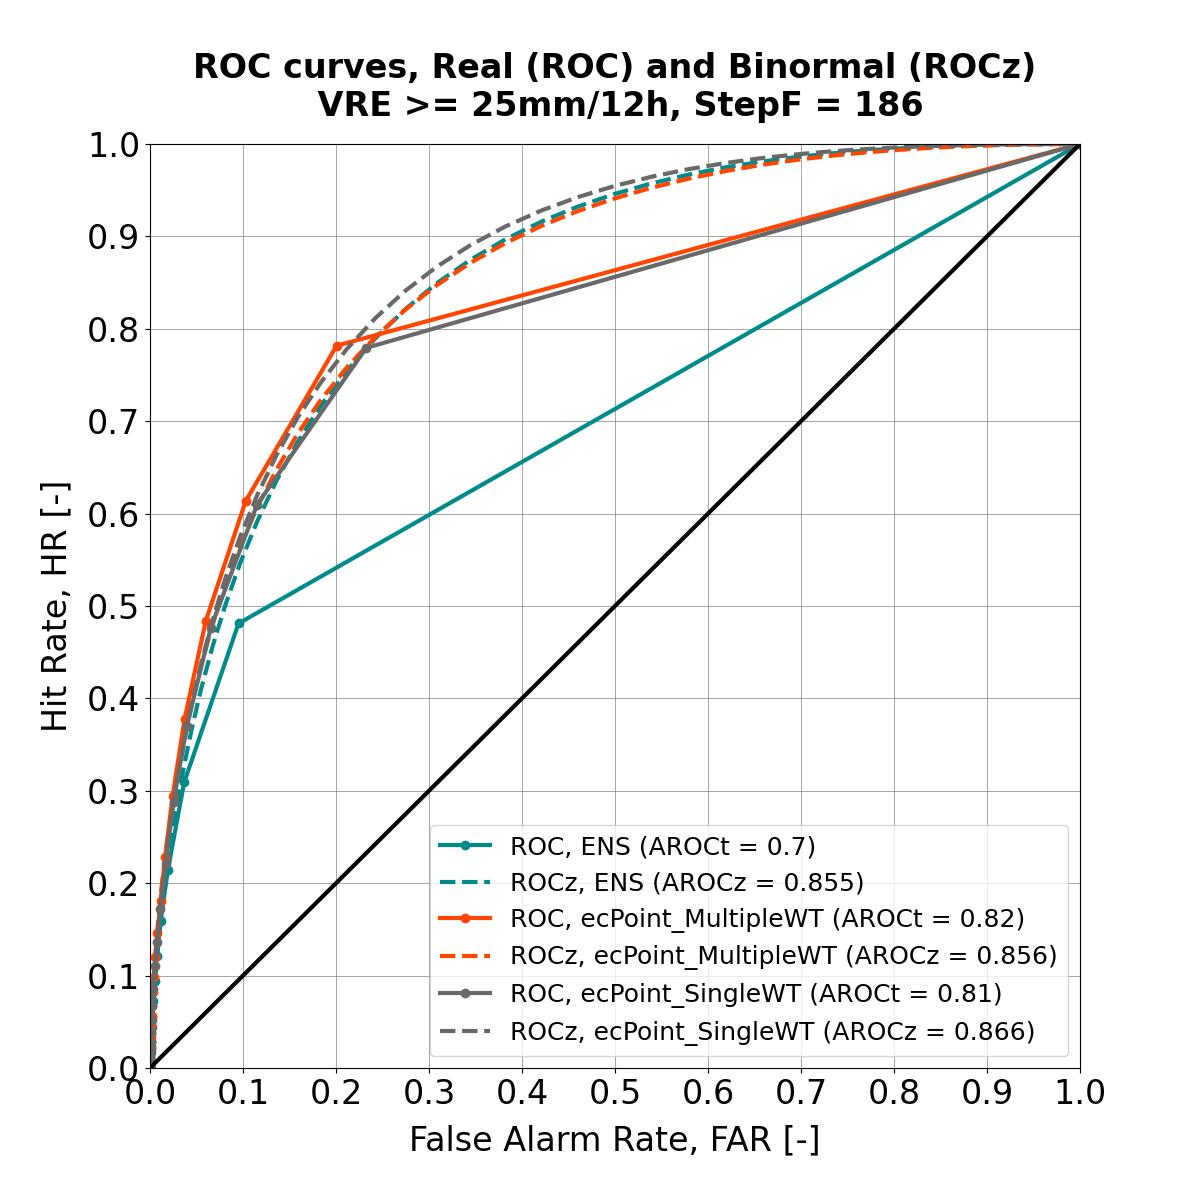 ROC curves, Real (ROC) and Binormal (ROCz)
VRE >= 25mm/12h, StepF = 186
1.0
0.9
0.8
0.7
0.6
0.5
0.4
0.3
0.2
0.1
0.0
Hit Rate, HR [-]
ROC, ENS (AROCt = 0.7)
ROCz, ENS (AROCz = 0.855)
ROC, ecPoint_MultipleWT (AROCt = 0.82)
ROCz, ecPoint_MultipleWT (AROCz = 0.856)
ROC, ecPoint_SingleWT (AROCt = 0.81)
ROCz, ecPoint_SingleWT (AROCz = 0.866)
0.0 0.1 0.2 0.3 0.4 0.5 0.6 0.7 0.8 0.9 1.0
False Alarm Rate, FAR [-]